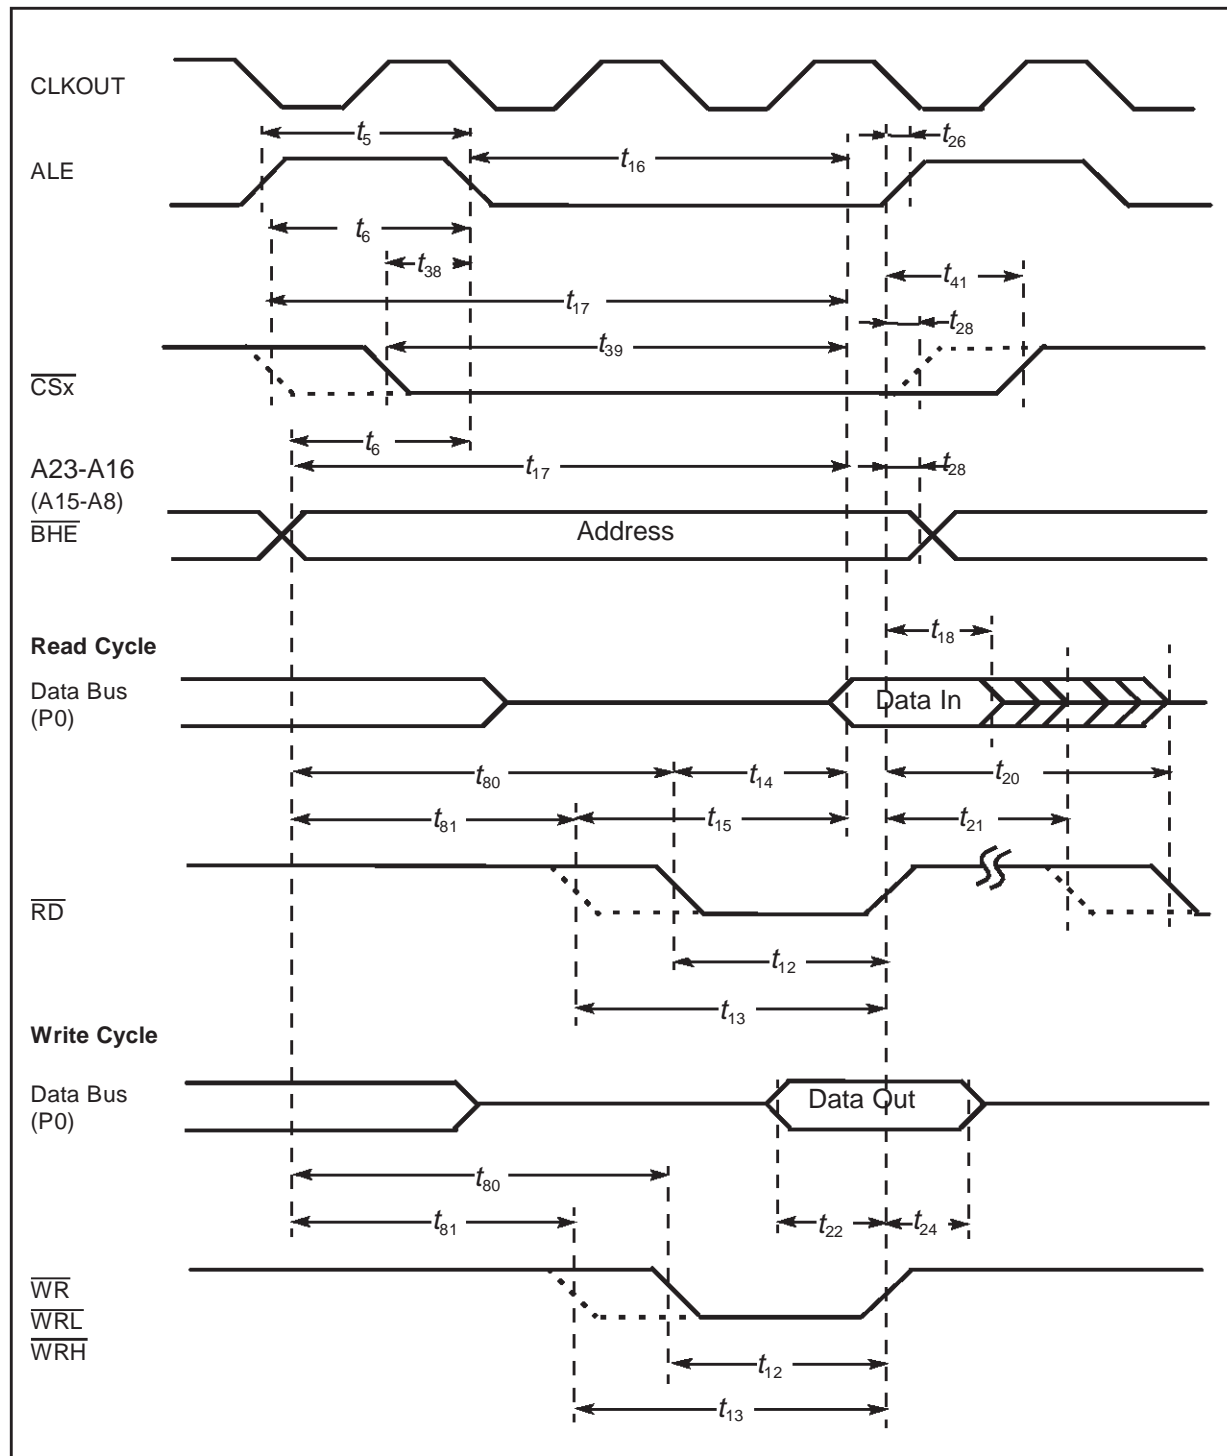 CLKOUT
t5
t26
ALE
t16
t6
t38
t41
t17
t28
t39
CSx
t6
A23-A16
t17
t28
(A15-A8)
BHE
Address
Read Cycle
t18
Data Bus
(P0)
Data In
t80
t14
t20
t81
t15
t21
RD
t12
t13
Write Cycle
Data Bus
(P0)
Data Out
t80
t81
t22
t24
WR
WRL
WRH
t12
t13